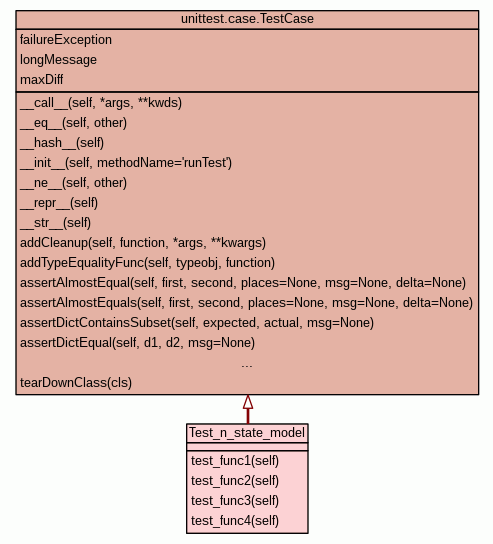 unittest.case.TestCase
failureException
longMessage
maxDiff
__call__(self, *args, **kwds)
__eq__(self, other)
__hash__(self)
__init__(self, methodName='runTest')
__ne__(self, other)
__repr__(self)
__str__(self)
addCleanup(self, function, *args, **kwargs)
addTypeEqualityFunc(self, typeobj, function)
assertAlmostEqual(self, first, second, places=None, msg=None, delta=None)
assertAlmostEquals(self, first, second, places=None, msg=None, delta=None)
assertDictContainsSubset(self, expected, actual, msg=None)
assertDictEqual(self, d1, d2, msg=None)
...
tearDownClass(cls)
Test_n_state_model
test_func1(self)
test_func2(self)
test_func3(self)
test_func4(self)